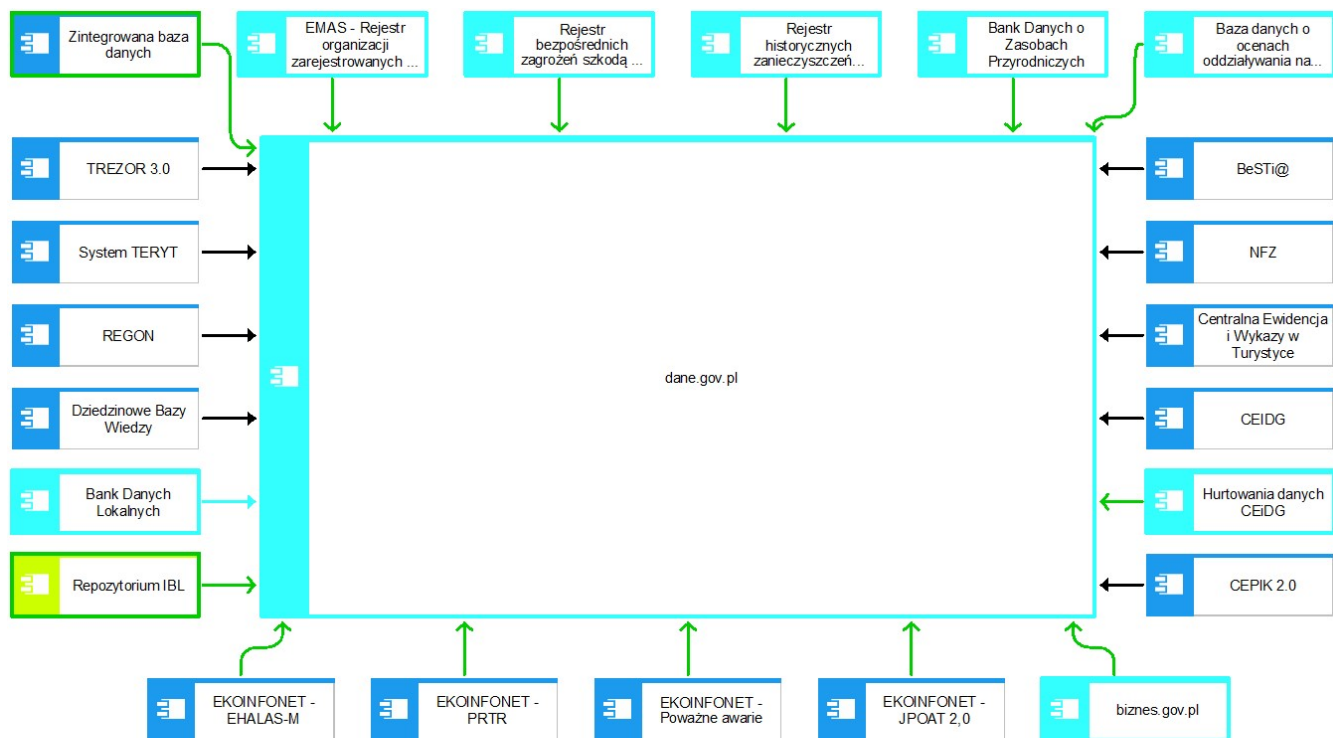 Zintegrowana baza
danych
EMAS - Rejestr
organizacji
zarejestrowanych ...
Rejestr
bezpośrednich
zagrożeń szkodą ...
Rejestr
historycznych
zanieczyszczeń...
Bank Danych o
Zasobach
Przyrodniczych
Baza danych o
ocenach
oddziaływania na...
TREZOR 3.0
System TERYT
REGON
Dziedzinowe Bazy
Wiedzy
Bank Danych
Lokalnych
Repozytorium IBL
dane.gov.pl
BeSTi@
NFZ
Centralna Ewidencja
i Wykazy w
Turystyce
CEIDG
Hurtowania danych
CEiDG
CEPIK 2.0
EKOINFONET -
EHALAS-M
EKOINFONET -
PRTR
EKOINFONET -
Poważne awarie
EKOINFONET -
JPOAT 2,0
biznes.gov.pl